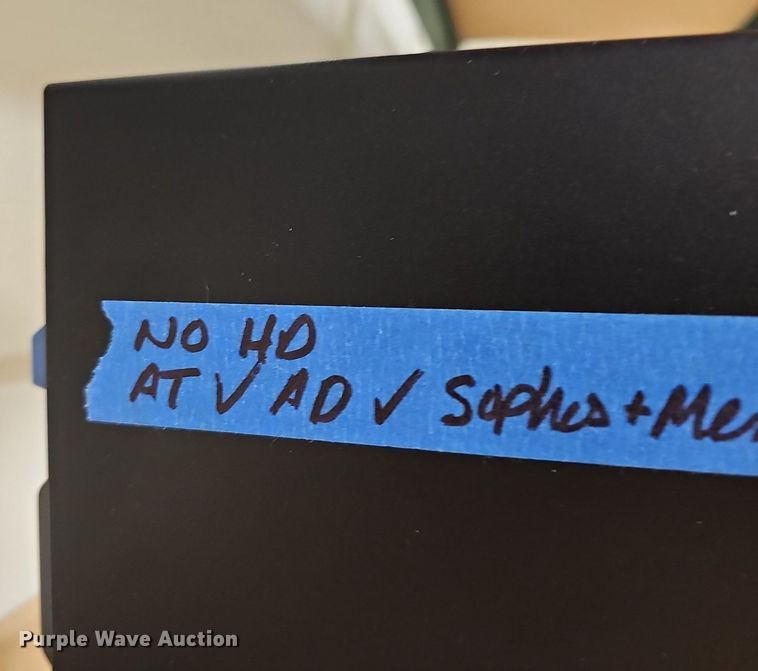 NO HD
AT ✓ AD ✓ Sophos +
Purple Wave Auction